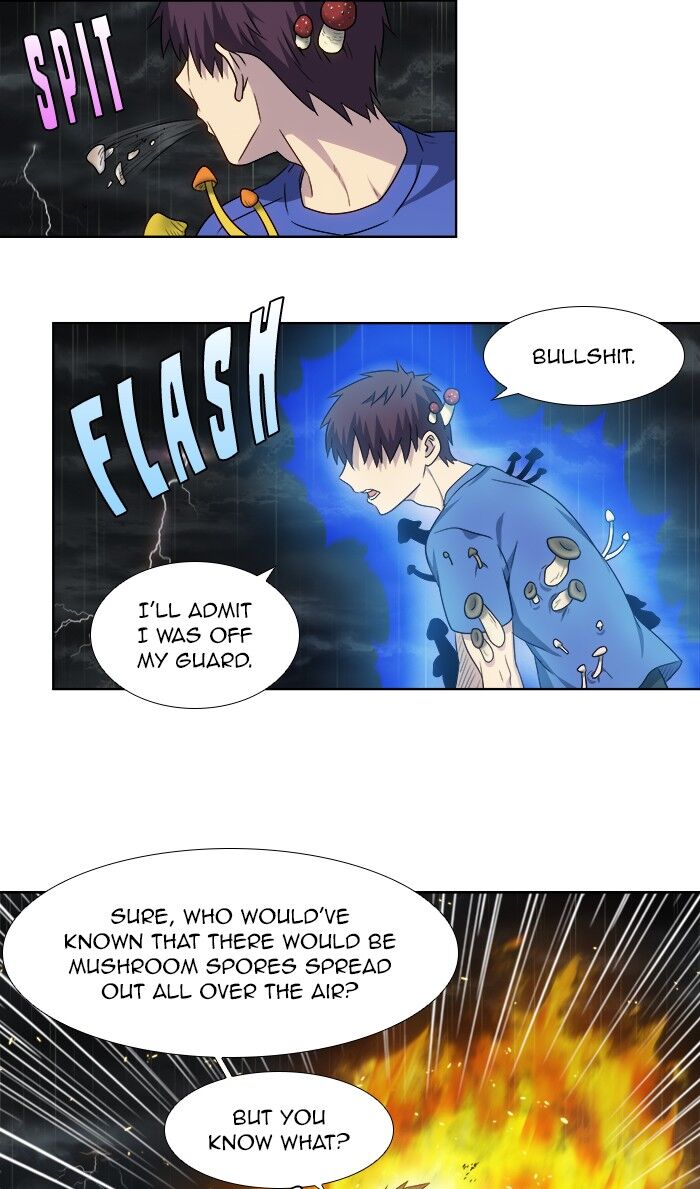 SPIT
FLASH
BULLSHIT.
I'LL ADMIT
I WAS OFF
MY GUARD.
SURE, WHO WOULD'VE
KNOWN THAT THERE WOULD BE
MUSHROOM SPORES SPREAD
OUT ALL OVER THE AIR?
BUT YOU
KNOW WHAT?